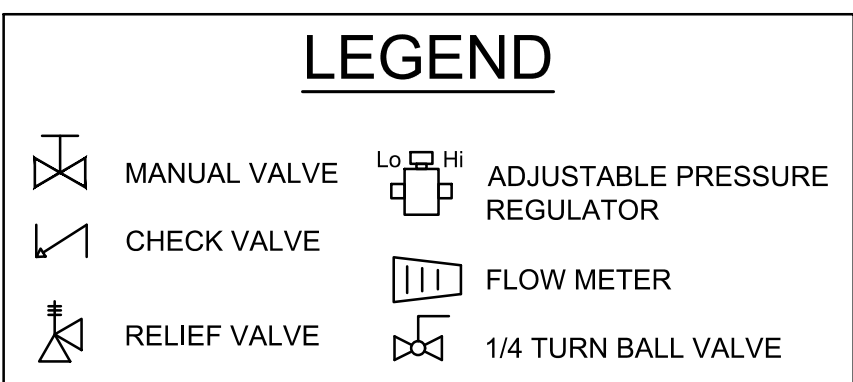 LEGEND
MANUAL VALVE
CHECK VALVE
RELIEF VALVE
Lo Hi
ADJUSTABLE PRESSURE
REGULATOR
FLOW METER
1/4 TURN BALL VALVE